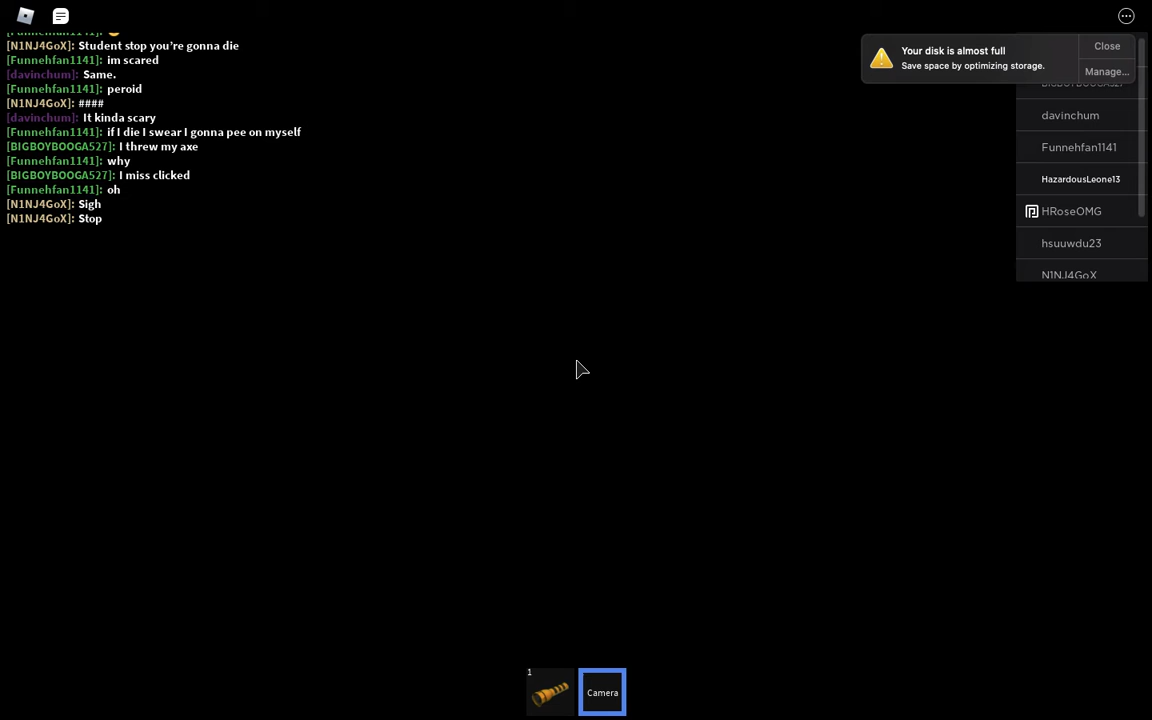 [Funnehfan1141]:
[N1NJ4GoX]: Student stop you're gonna die
[Funnehfan1141]: im scared
[davinchum]: Same.
[Funnehfan1141]: peroid
[N1NJ4GoX]: ####
[davinchum]: It kinda scary
[Funnehfan1141]: if I die I swear I gonna pee on myself
[BIGBOYBOOGA527]: I threw my axe
[Funnehfan1141]: why
[BIGBOYBOOGA527]: I miss clicked
[Funnehfan1141]: oh
[N1NJ4GoX]: Sigh
[N1NJ4GoX]: Stop
Your disk is almost full
Save space by optimizing storage.
Close
Manage...
BIGBOYBOOGA527
davinchum
Funnehfan1141
HazardousLeone13
HRoseOMG
hsuuwdu23
N1NJ4GoX
1
Camera